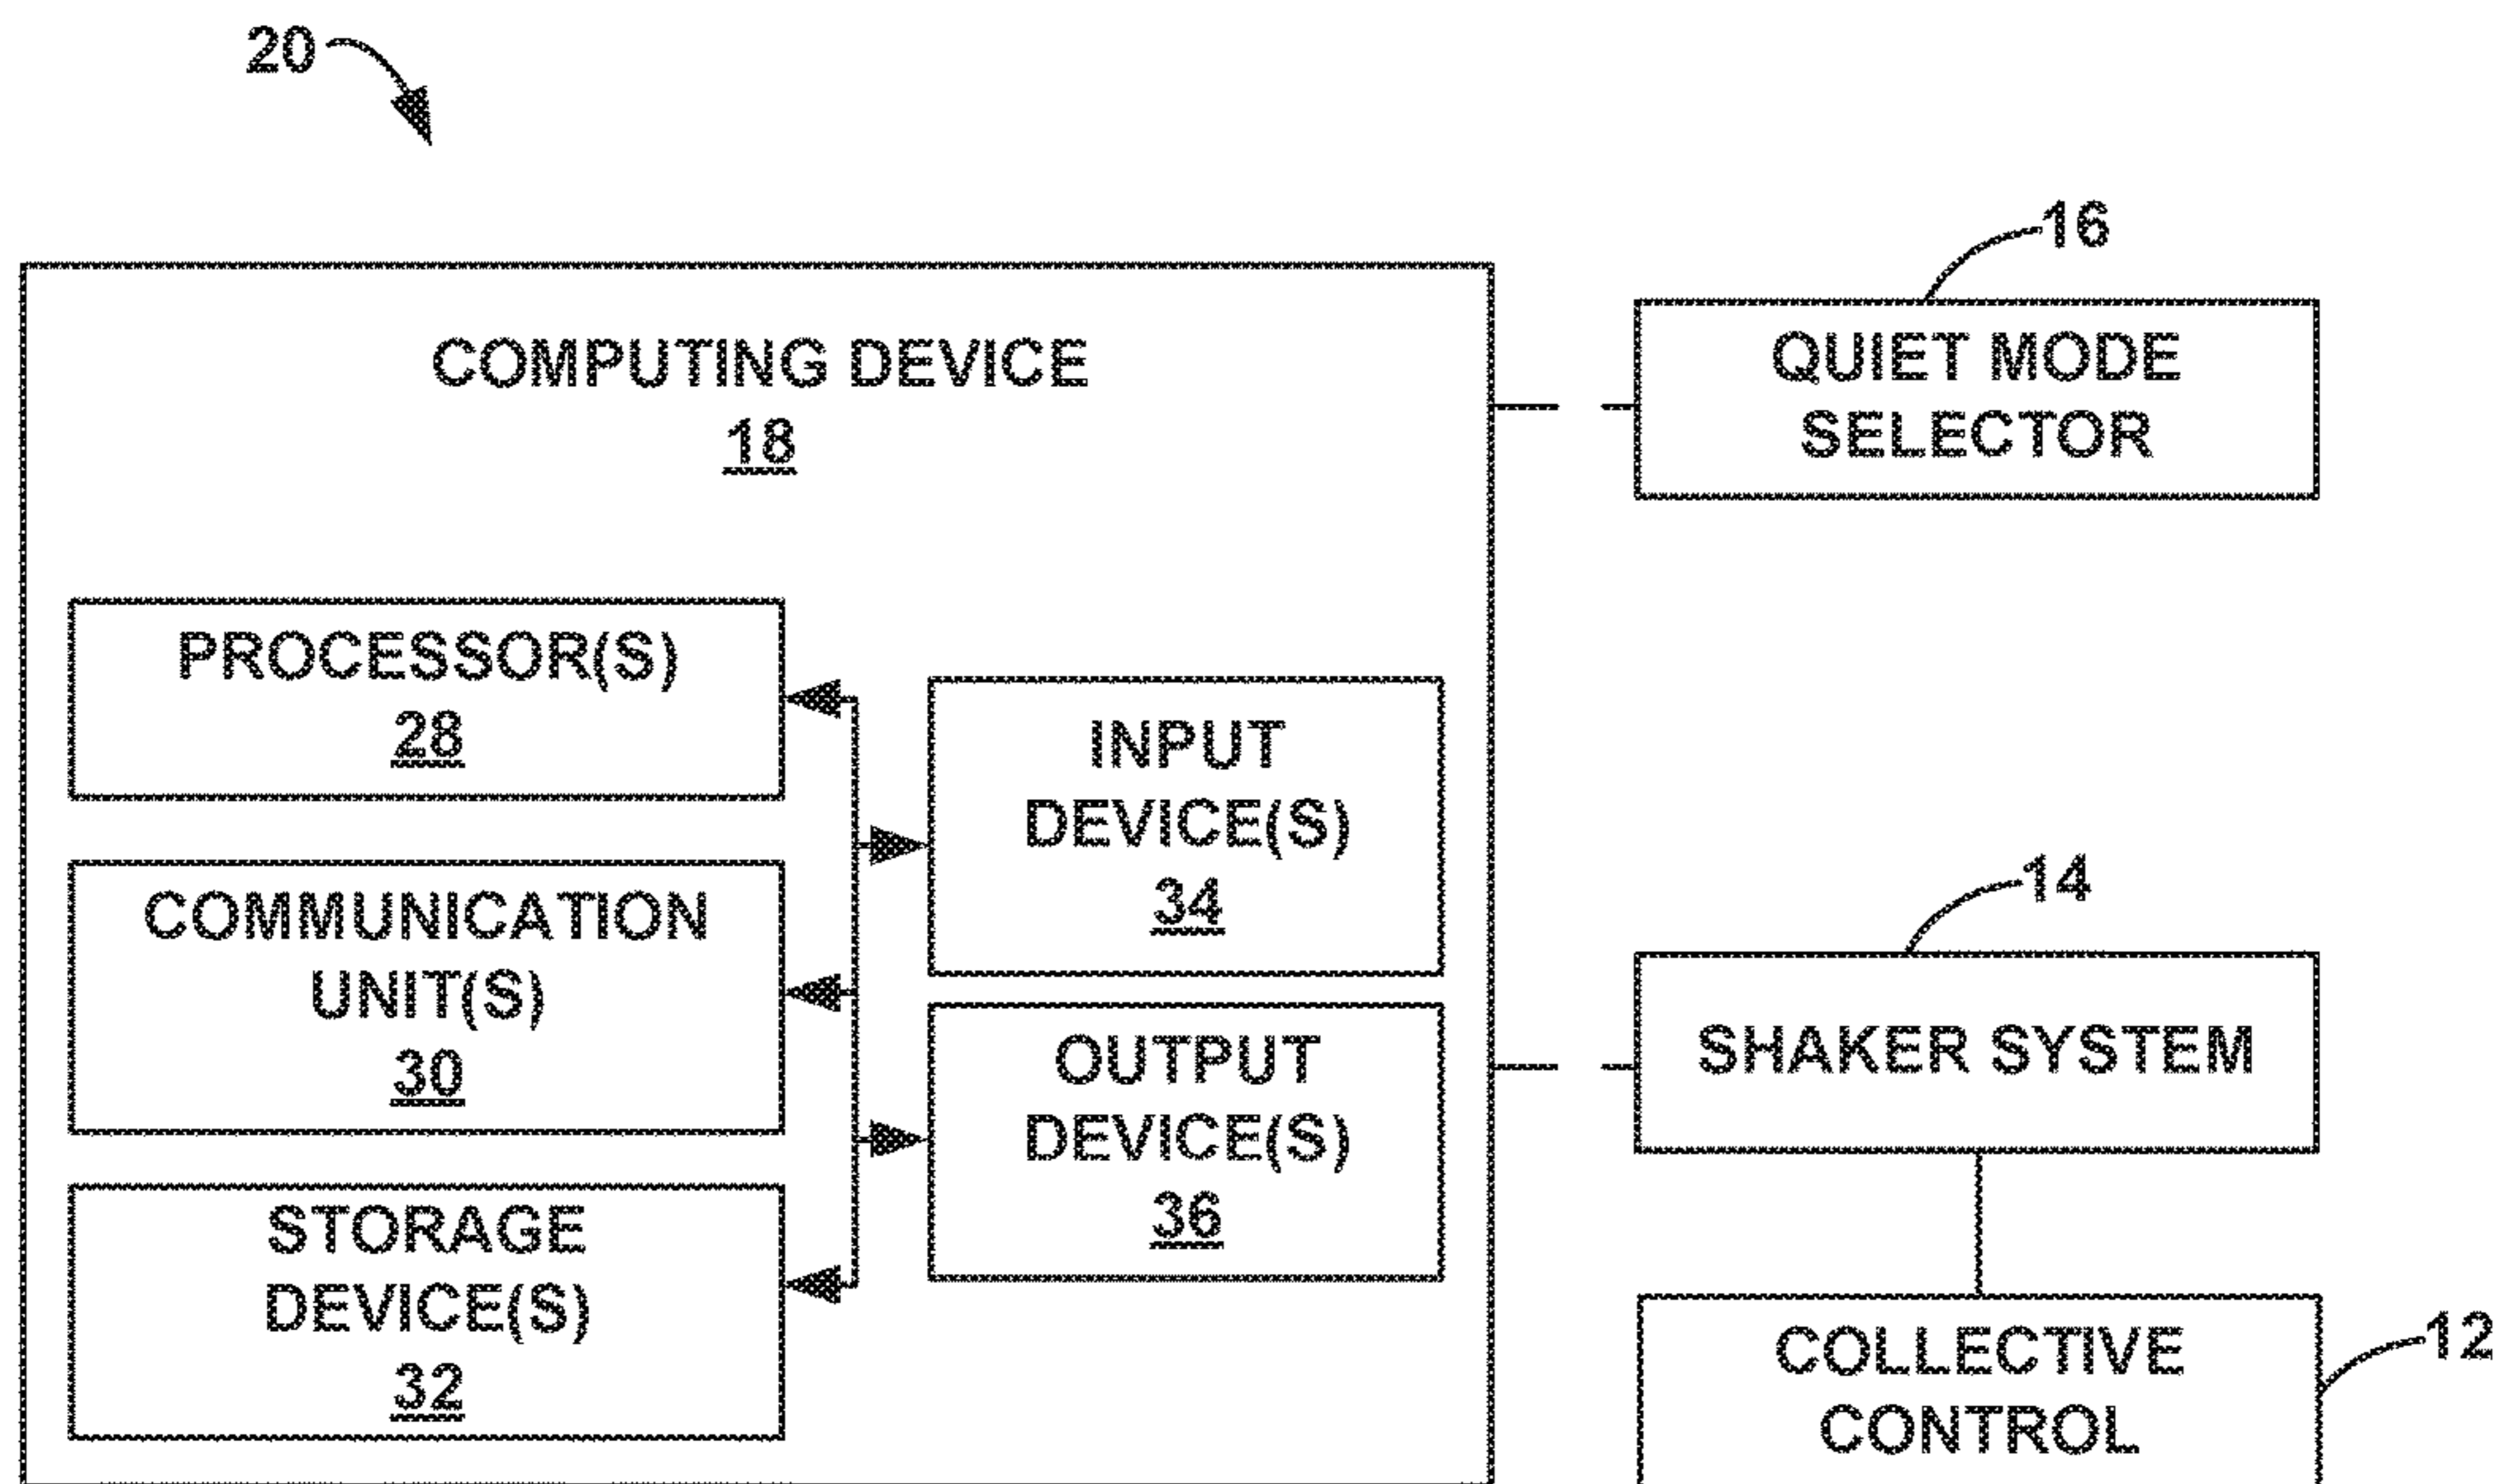 20
COMPUTING DEVICE
18
PROCESSOR(S)
28
COMMUNICATION
UNIT(S)
30
STORAGE
DEVICE(S)
32
INPUT
DEVICE(S)
34
OUTPUT
DEVICE(S)
36
16
QUIET MODE
SELECTOR
14
SHAKER SYSTEM
12
COLLECTIVE
CONTROL